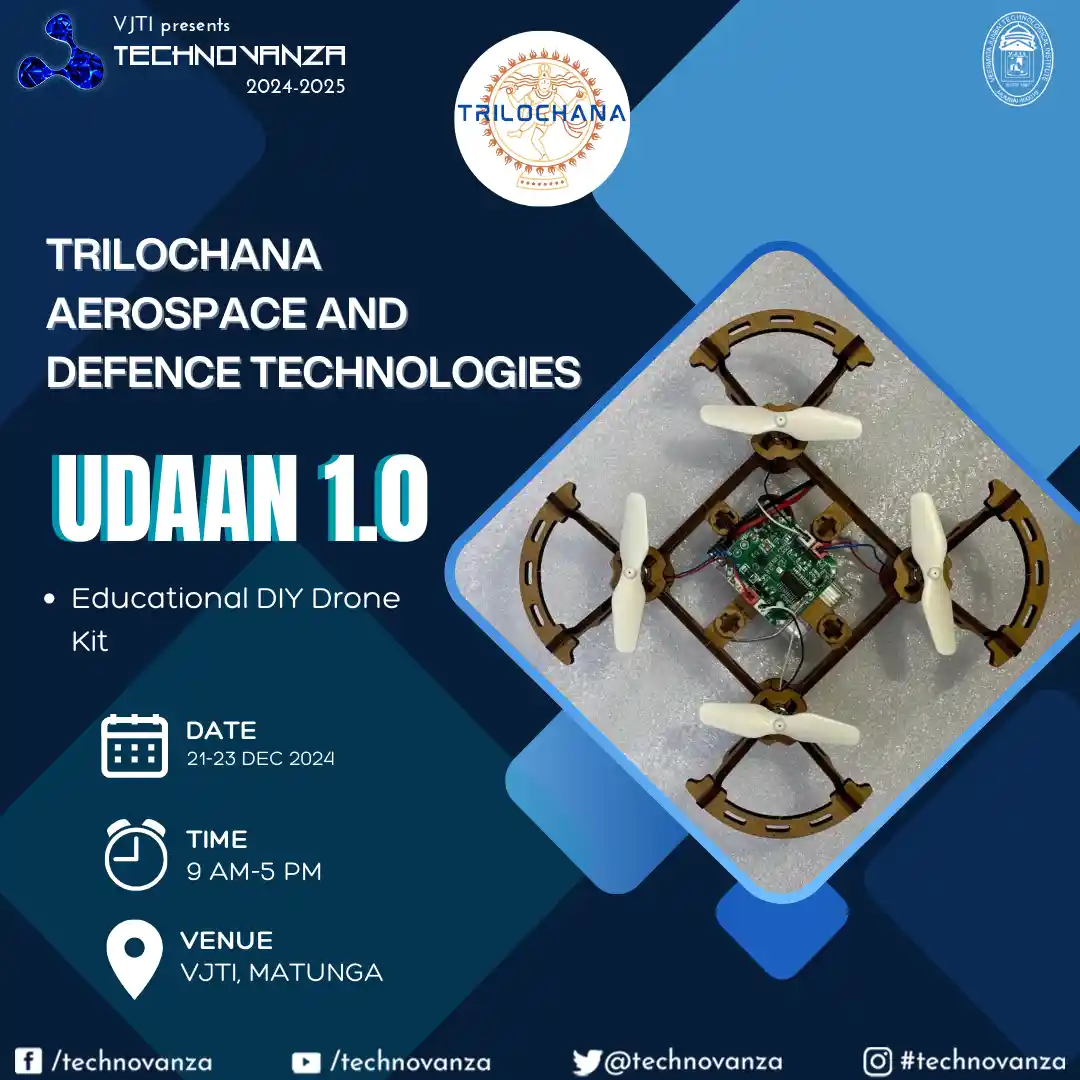 VJTI presents
TECHNOVANZA
2024-2025
TRILOCHANA
TRILOCHANA
AEROSPACE AND
DEFENCE TECHNOLOGIES
UDAAN 1.0
• Educational DIY Drone
Kit
DATE
21-23 DEC 2024
TIME
9 AM-5 PM
VENUE
VJTI, MATUNGA
/technovanza
/technovanza
@technovanza
#technovanza